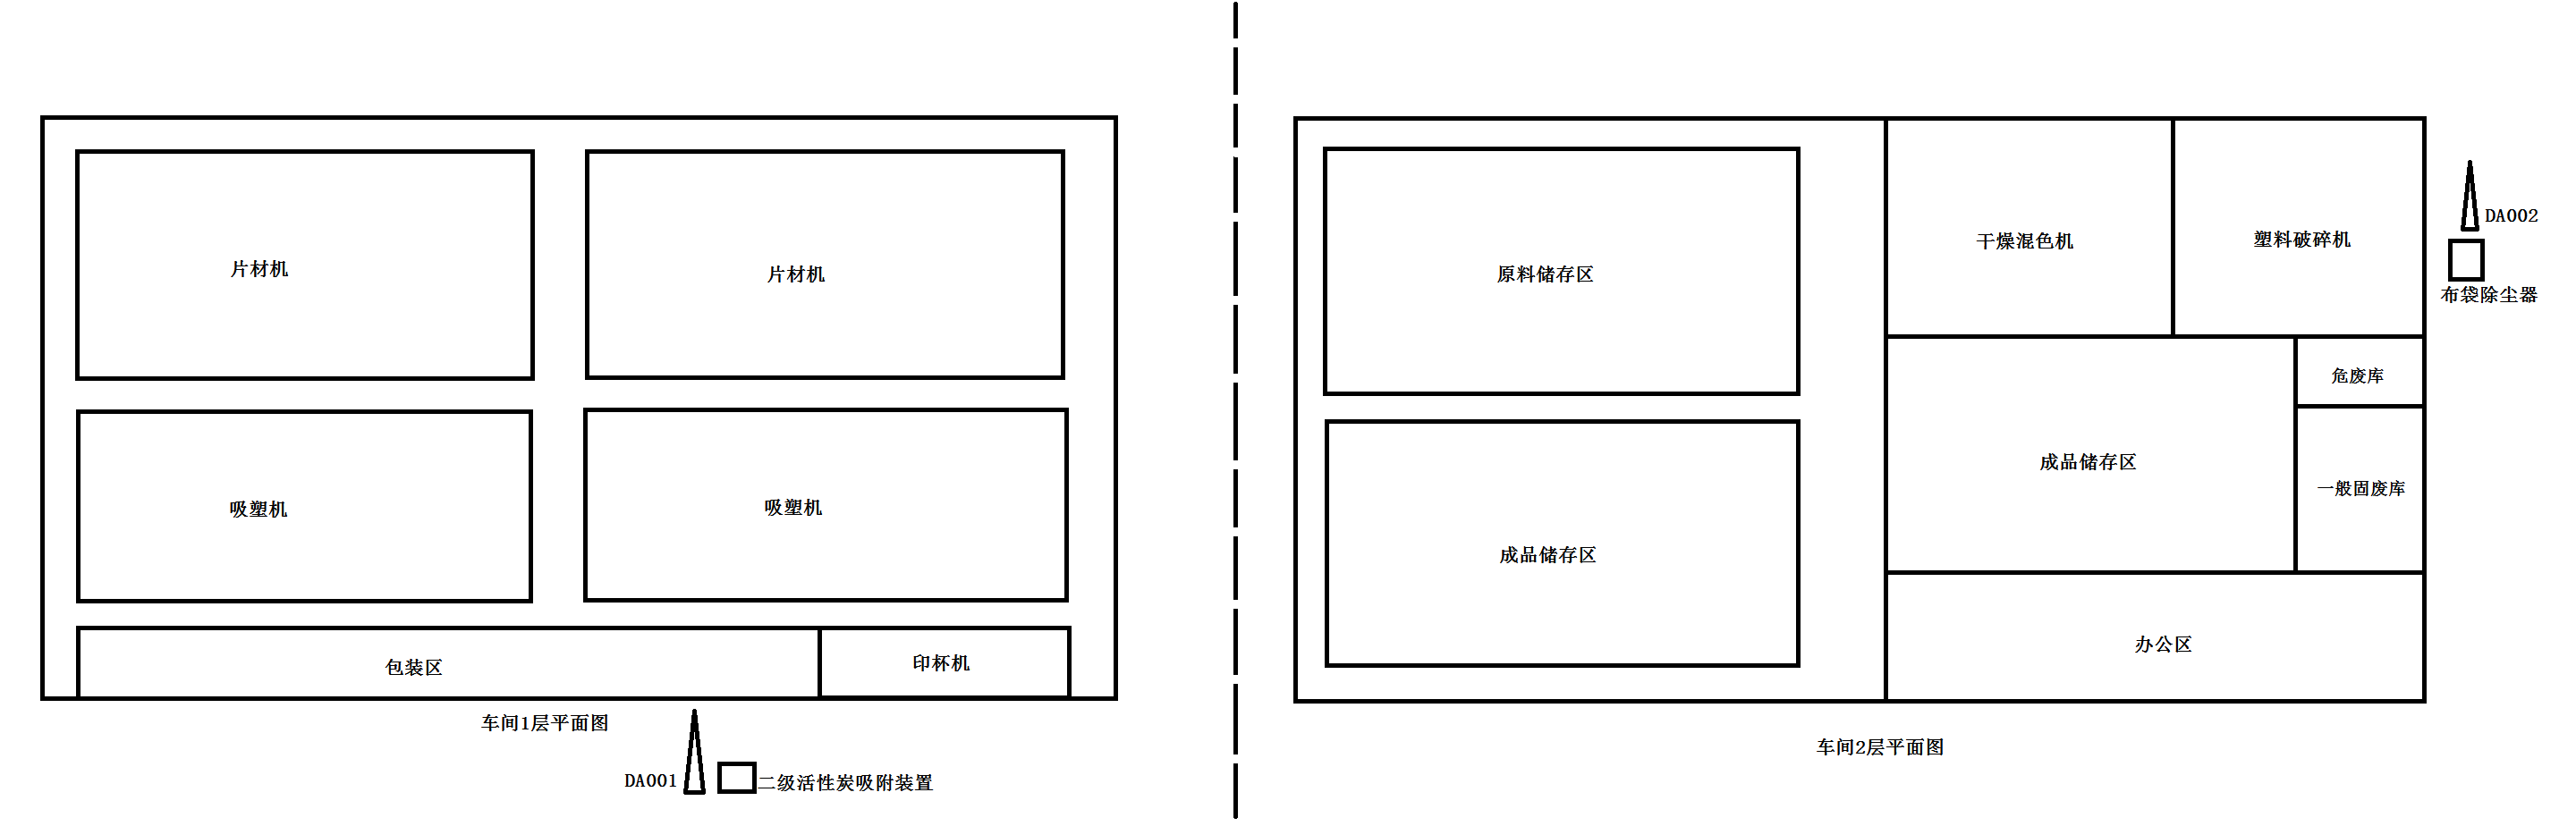 片材机
片材机
吸塑机
吸塑机
包装区
印杯机
车间1层平面图
DA001
二级活性炭吸附装置
原料储存区
干燥混色机
塑料破碎机
DA002
布袋除尘器
危废库
成品储存区
一般固废库
成品储存区
办公区
车间2层平面图